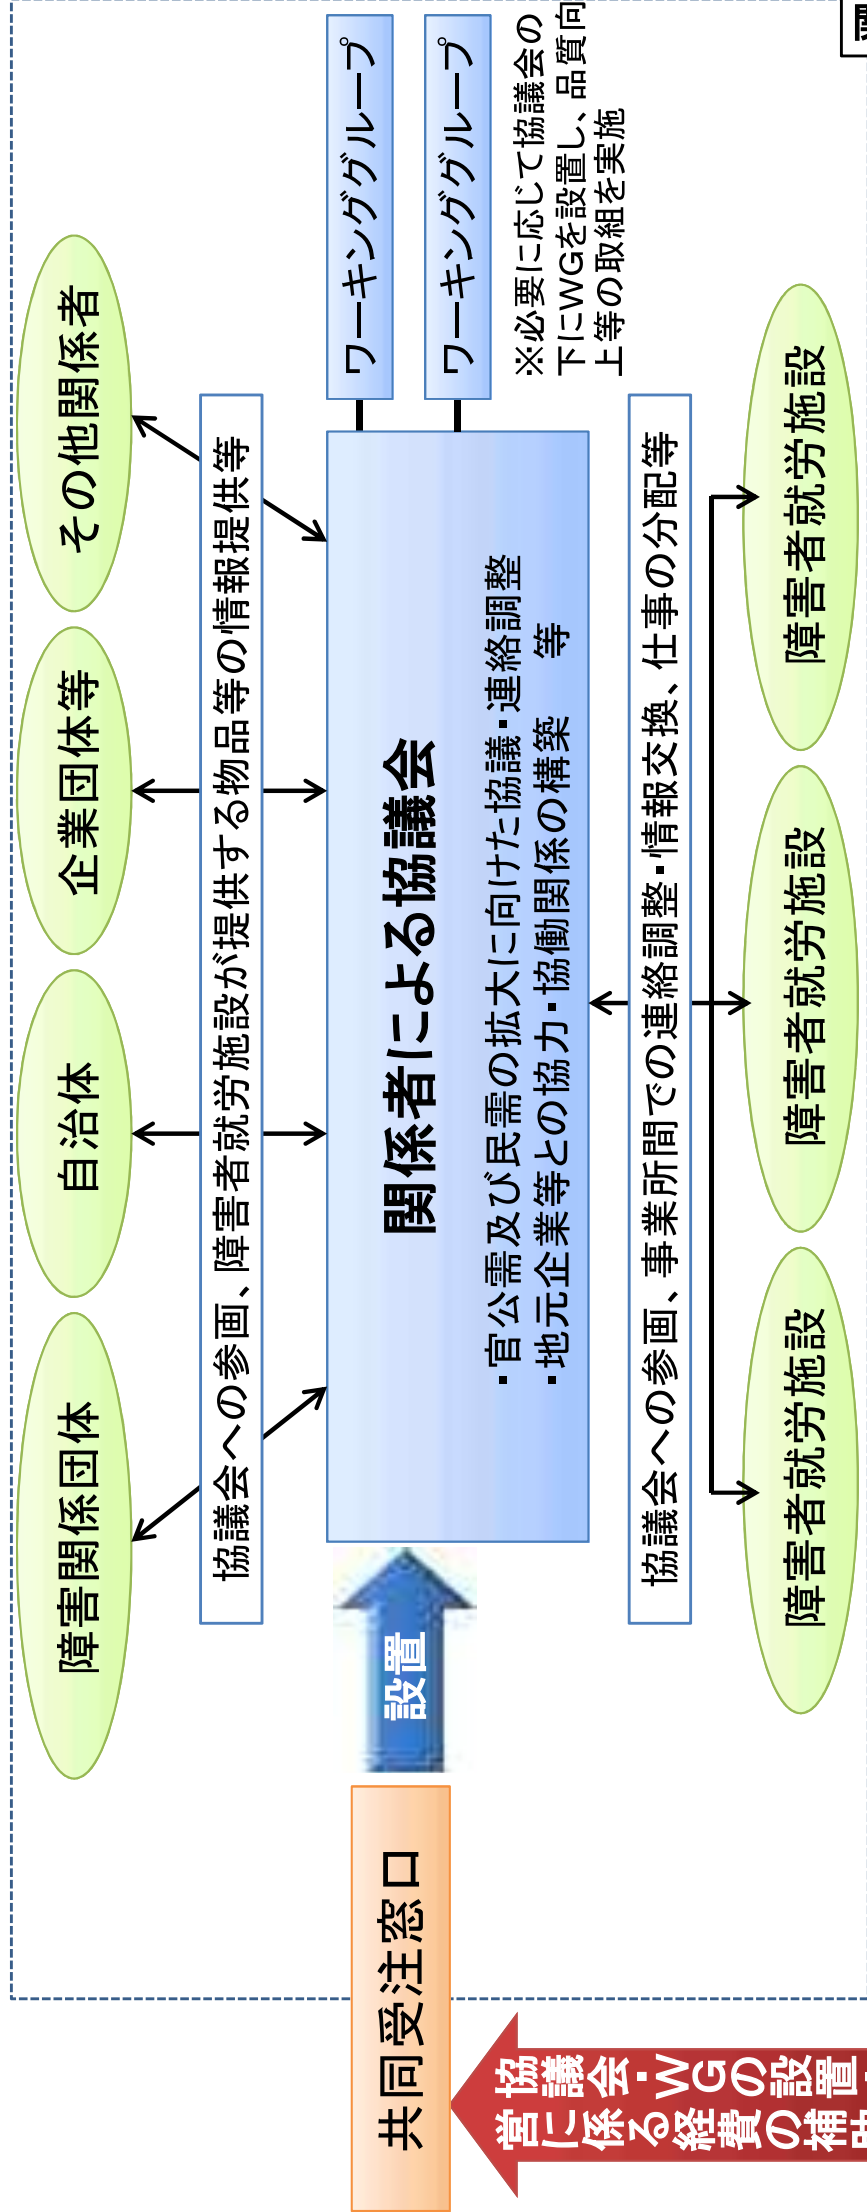 障害関係団体
自治体
企業団体等
その他関係者
協議会への参画、障害者就労施設が提供する物品等の情報提供等
共同受注窓口
設置
関係者による協議会
・官公需及び民需の拡大に向けた協議・連絡調整
・地元企業等との協力・協働関係の構築　等
ワーキンググループ
ワーキンググループ
※必要に応じて協議会の
下にWGを設置し、品質向
上等の取組を実施
協議会への参画、事業所間での連絡調整・情報交換、仕事の分配等
障害者就労施設
障害者就労施設
障害者就労施設
協議会・WGの設置
営に係る経費の補助